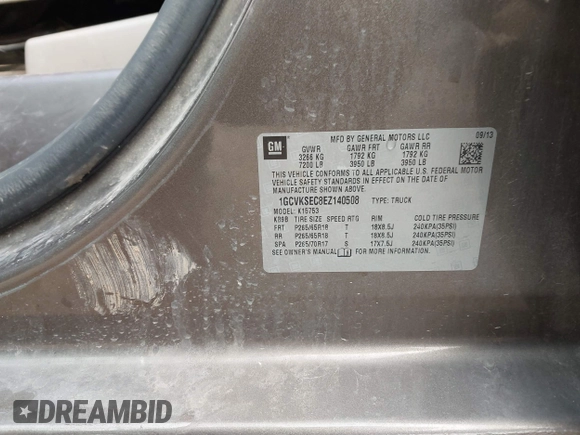 GM
MFD BY GENERAL MOTORS LLC
09/13
GVWR GAWR FRT GAWR RR
3266 KG 1792 KG 1792 KG
7200 LB 3950 LB 3950 LB
THIS VEHICLE CONFORMS TO ALL APPLICABLE U.S. FEDERAL MOTOR
VEHICLE SAFETY STANDARDS IN EFFECT ON THE DATE OF
MANUFACTURE SHOWN ABOVE.
1GCVKSEC8EZ140508 TYPE: TRUCK
MODEL: K15753
KR9B TIRE SIZE SPEED RTG RIM COLD TIRE PRESSURE
FRT P265/65R18 T 18X8.5J 240KPA(35PSI)
RR P265/65R18 T 18X8.5J 240KPA(35PSI)
SPA P265/70R17 S 17X7.5J 240KPA(35PSI)
SEE OWNER'S MANUAL FOR MORE INFORMATION.
DREAMBID